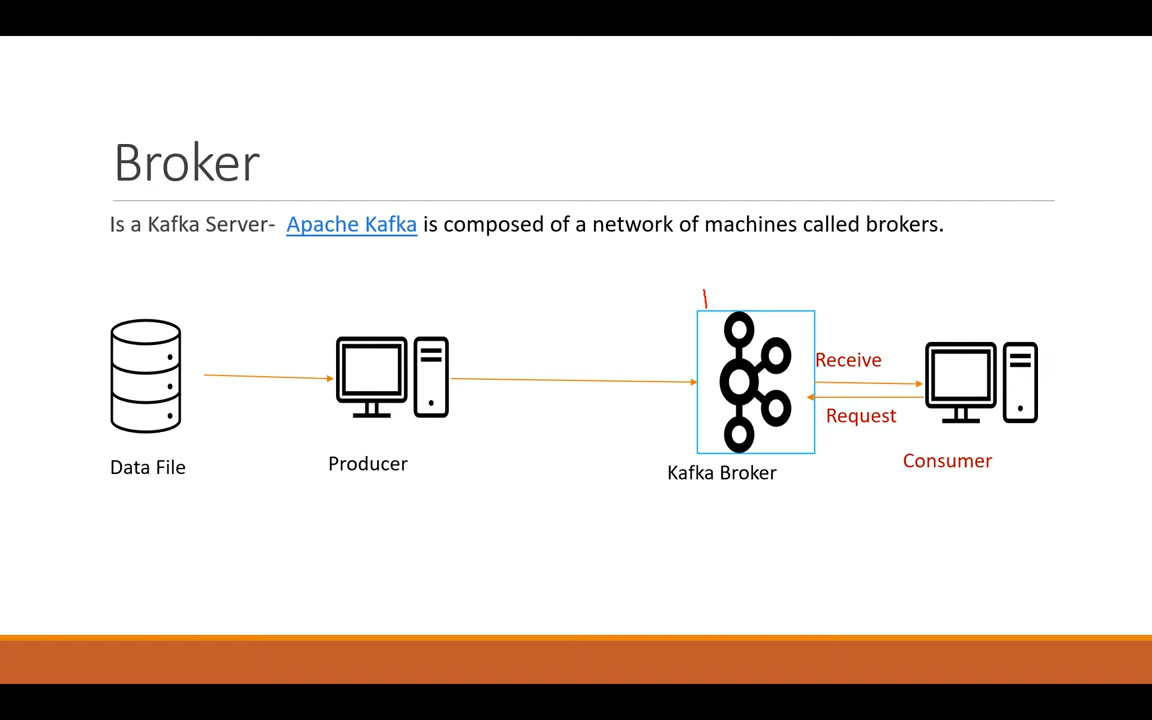 Broker
Is a Kafka Server- Apache Kafka is composed of a network of machines called brokers.
Receive
Request
Data File
Producer
Kafka Broker
Consumer